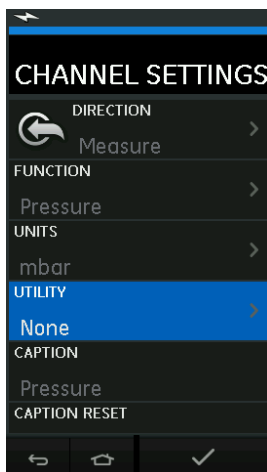 CHANNEL SETTINGS
DIRECTION
Measure
FUNCTION
Pressure
UNITS
mbar
UTILITY
None
CAPTION
Pressure
CAPTION RESET